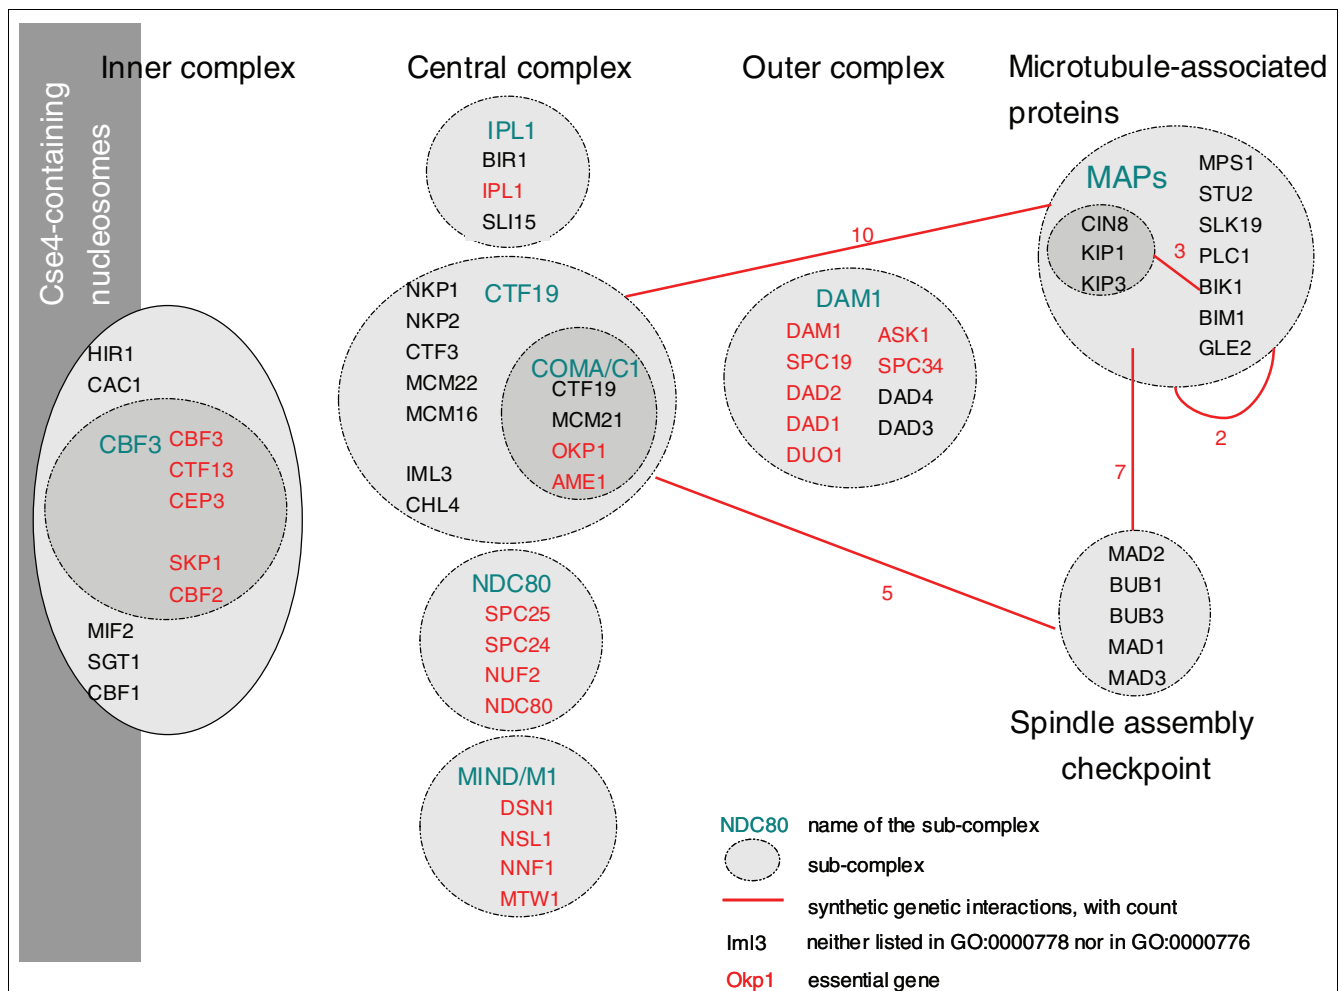 Cse4-containing
nucleosomes
Inner complex
HIR1
CAC1
CBF3
CBF3
CTF13
CEP3
SKP1
CBF2
MIF2
SGT1
CBF1
Central complex
IPL1
BIR1
IPL1
SLI15
CTF19
NKP1
NKP2
CTF3
MCM22
MCM16
IML3
CHL4
COMA/C1
CTF19
MCM21
OKP1
AME1
NDC80
SPC25
SPC24
NUF2
NDC80
MIND/M1
DSN1
NSL1
NNF1
MTW1
Outer complex
DAM1
DAM1
SPC19
DAD2
DAD1
DUO1
ASK1
SPC34
DAD4
DAD3
Microtubule-associated
proteins
MAPs
CIN8
KIP1
KIP3
MPS1
STU2
SLK19
PLC1
BIK1
BIM1
GLE2
10
3
2
7
5
MAD2
BUB1
BUB3
MAD1
MAD3
Spindle assembly
checkpoint
NDC80 name of the sub-complex
sub-complex
synthetic genetic interactions, with count
Iml3 neither listed in GO:0000778 nor in GO:0000776
Okp1 essential gene